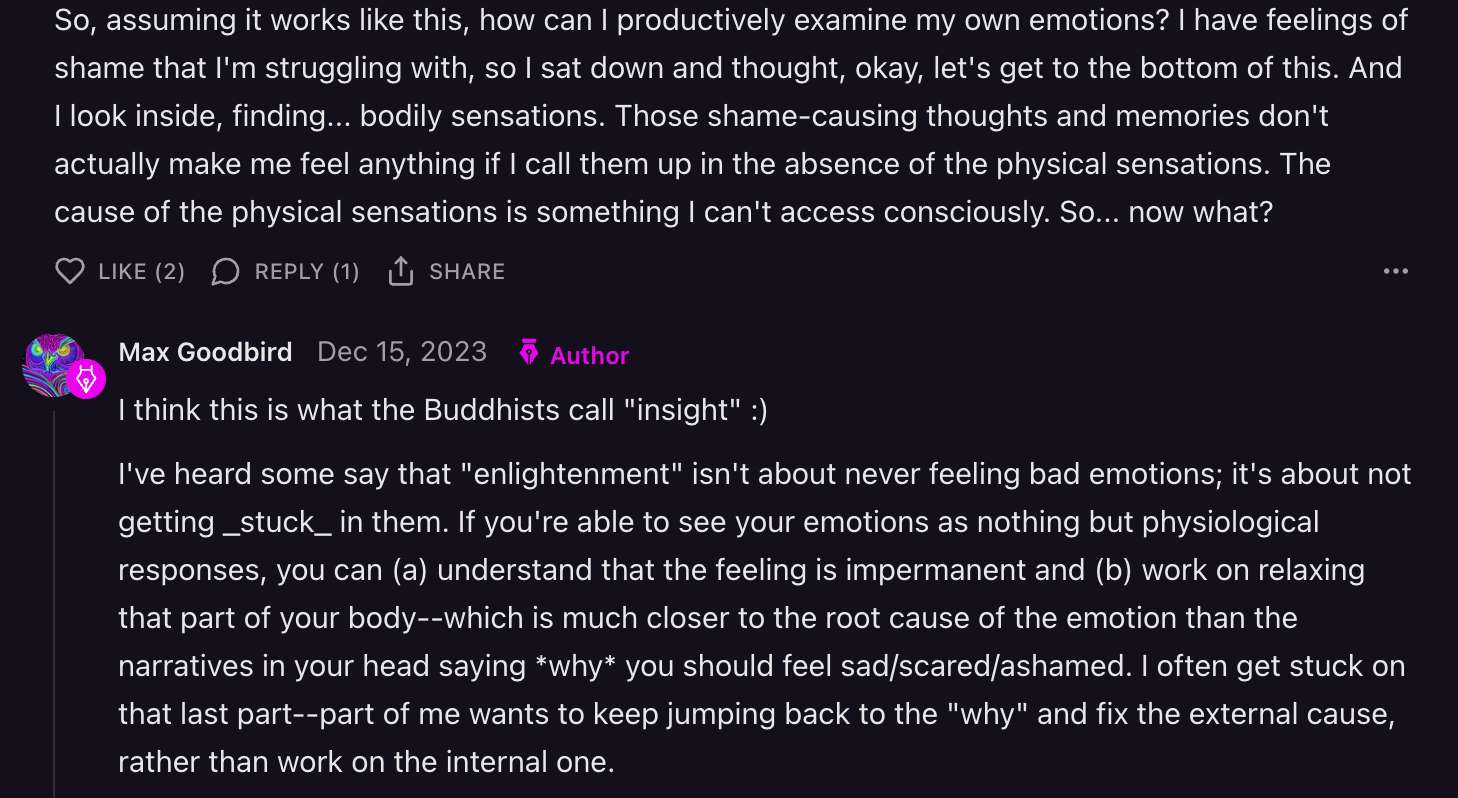 So, assuming it works like this, how can I productively examine my own emotions? I have feelings of
shame that I'm struggling with, so I sat down and thought, okay, let's get to the bottom of this. And
I look inside, finding... bodily sensations. Those shame-causing thoughts and memories don't
actually make me feel anything if I call them up in the absence of the physical sensations. The
cause of the physical sensations is something I can't access consciously. So... now what?
LIKE (2) REPLY (1) SHARE
Max Goodbird Dec 15, 2023 Author
I think this is what the Buddhists call "insight" :)
I've heard some say that "enlightenment" isn't about never feeling bad emotions; it's about not
getting _stuck_ in them. If you're able to see your emotions as nothing but physiological
responses, you can (a) understand that the feeling is impermanent and (b) work on relaxing
that part of your body--which is much closer to the root cause of the emotion than the
narratives in your head saying *why* you should feel sad/scared/ashamed. I often get stuck on
that last part--part of me wants to keep jumping back to the "why" and fix the external cause,
rather than work on the internal one.